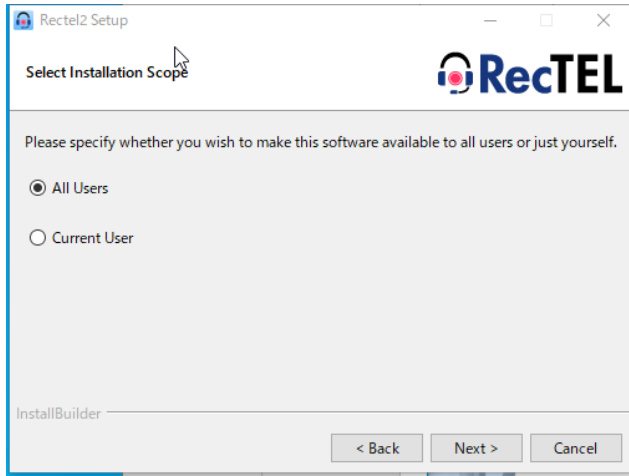 Rectel2 Setup
Select Installation Scope
RecTEL
Please specify whether you wish to make this software available to all users or just yourself.
All Users
Current User
InstallBuilder
< Back
Next >
Cancel